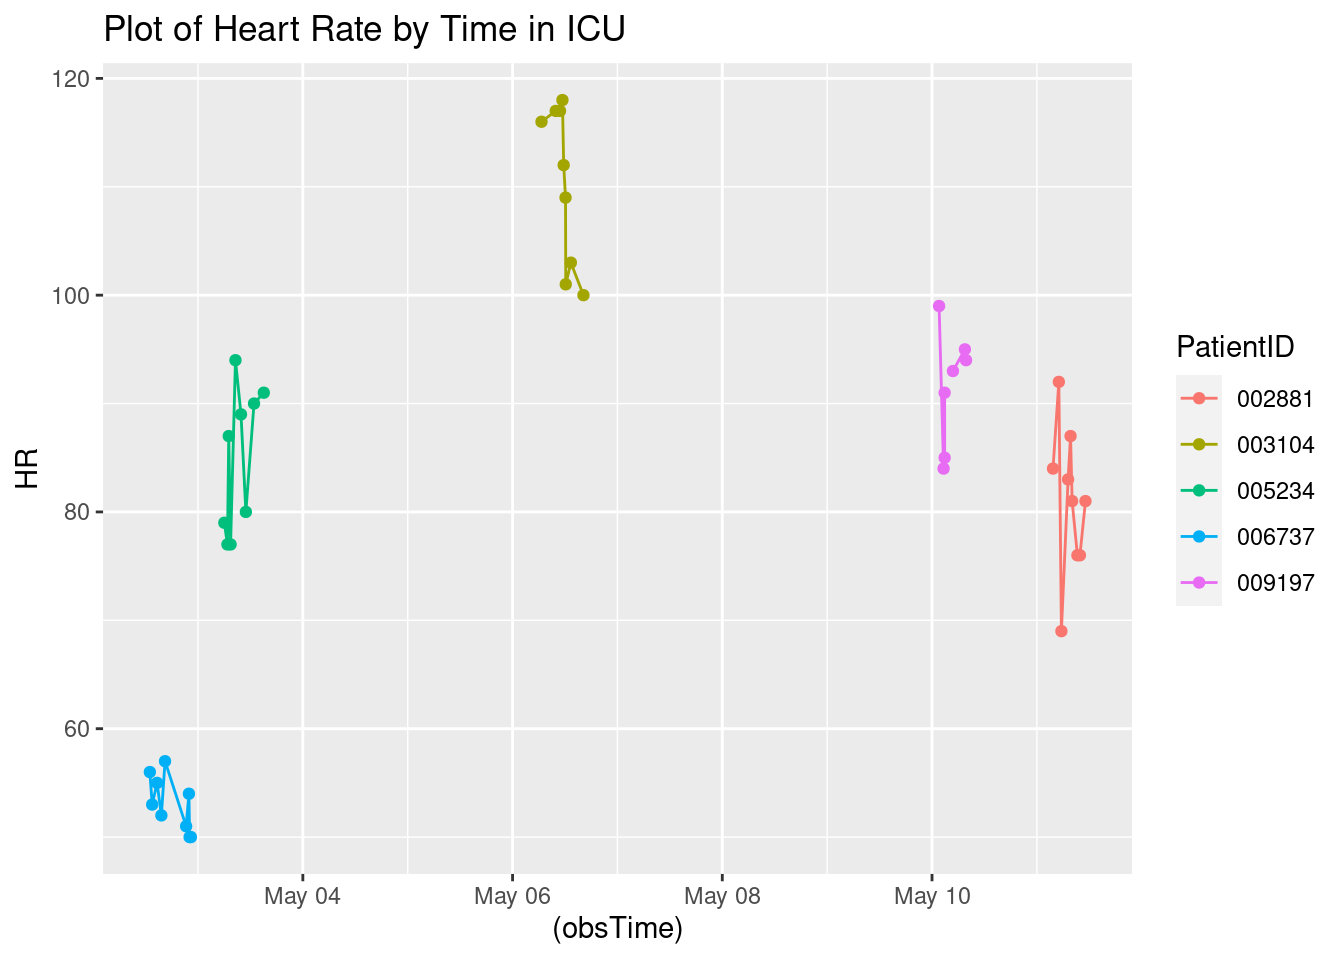 Plot of Heart Rate by Time in ICU
120
100
80
60
HR
May 04
May 06
May 08
May 10
(obsTime)
PatientID
002881
003104
005234
006737
009197